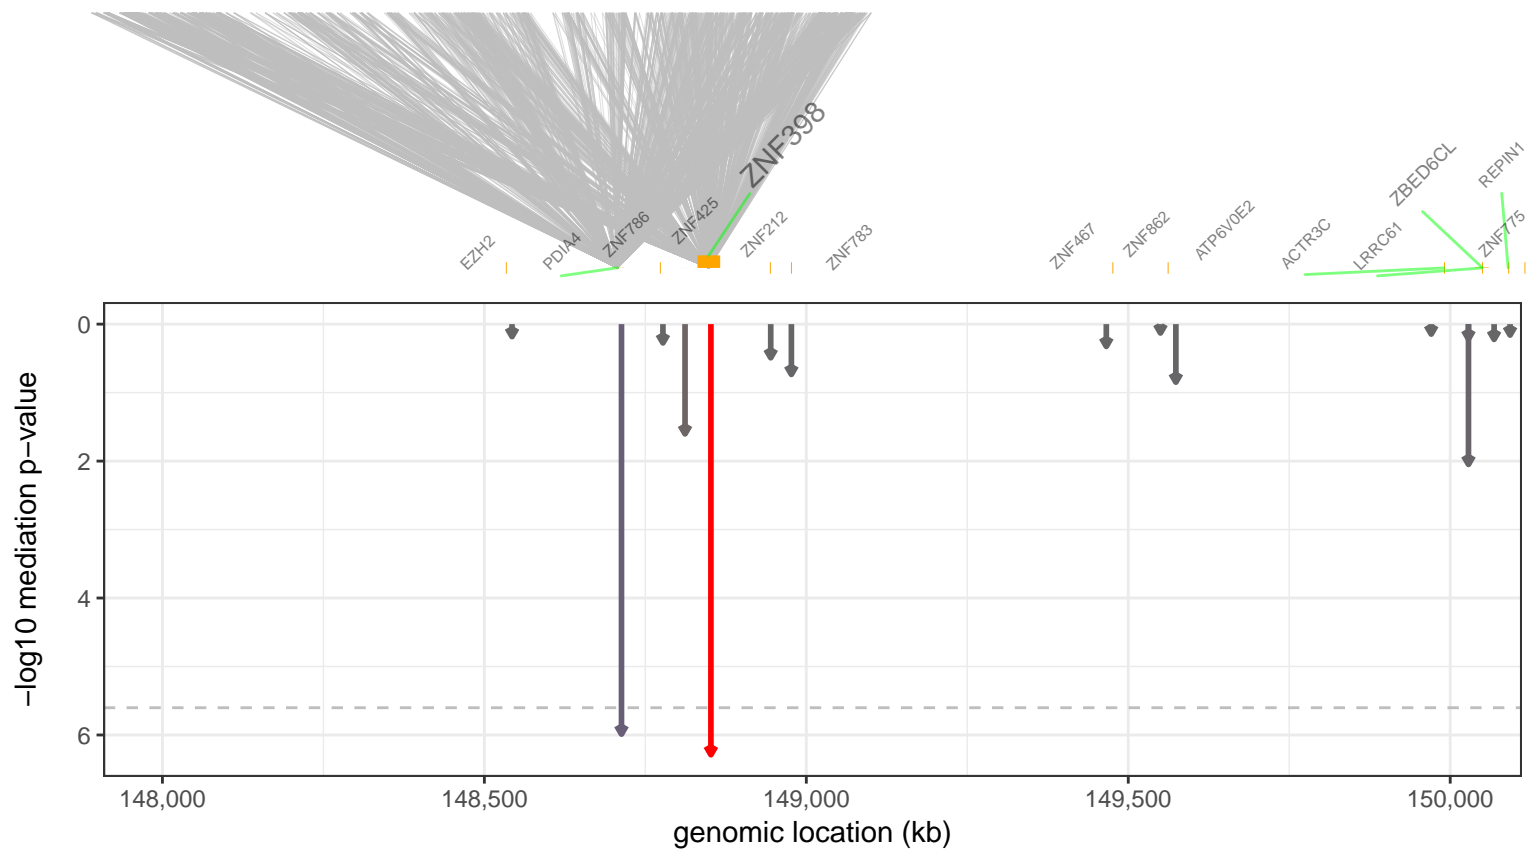 ZNF398
ZBED6CL
REPIN1
EZH2
PDIA4
ZNF786
ZNF425
ZNF212
ZNF783
ZNF467
ZNF862
ATP6V0E2
ACTR3C
LRRC61
ZNF775
0
2
4
6
−log10 mediation p−value
148,000
148,500
149,000
149,500
150,000
genomic location (kb)